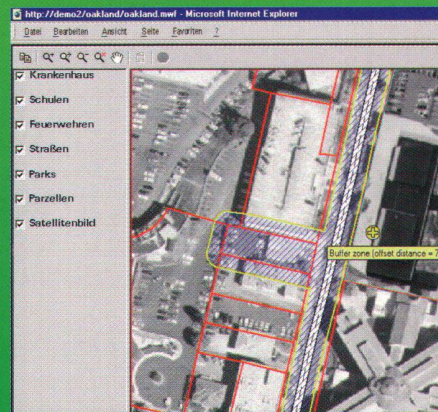 http://demo2/oakland/oakland.mwf - Microsoft Internet Explorer
Datei Bearbeiten Ansicht Seite Favoriten ?
Krankenhaus
Schulen
Feuerwehren
Straßen
Parks
Parzellen
Satellitenbild
Buffer zone (offset distance =